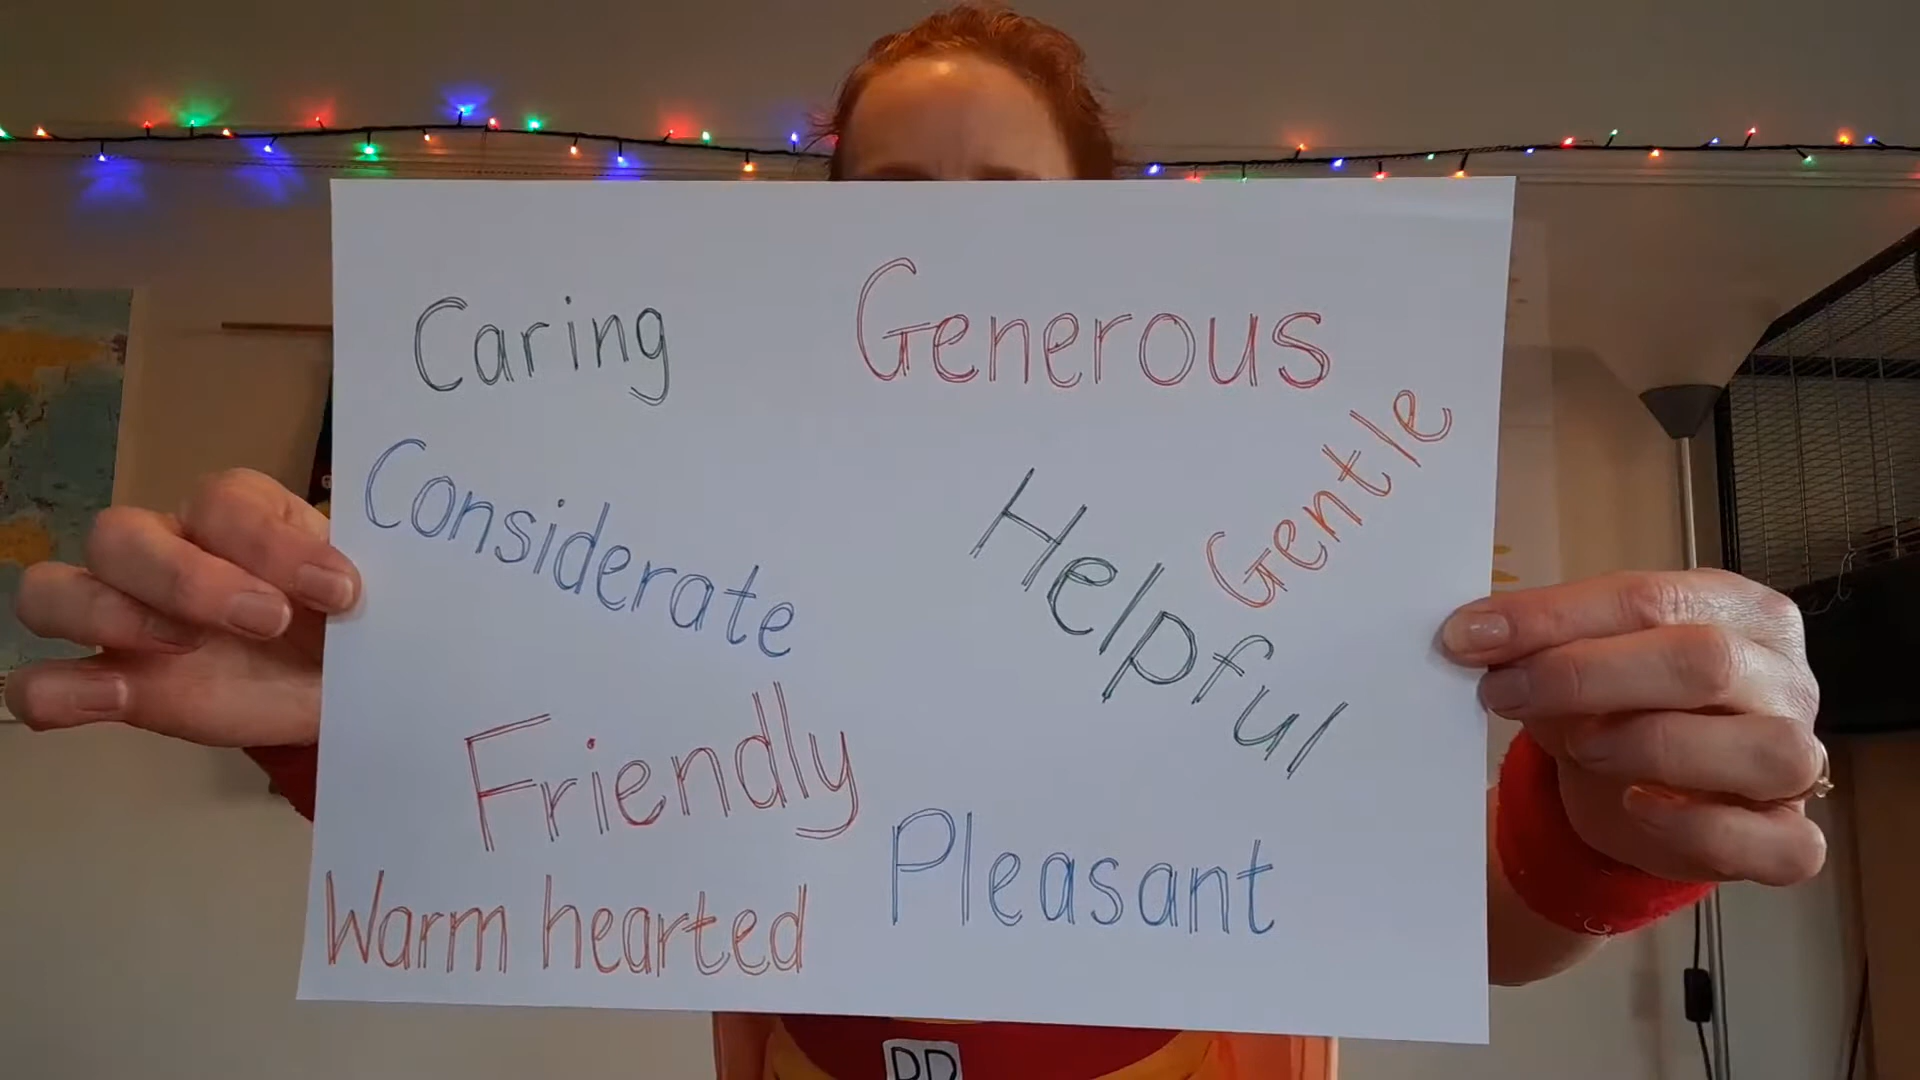 Caring
Generous
Considerate
Gentle
Helpful
Friendly
Pleasant
Warm hearted